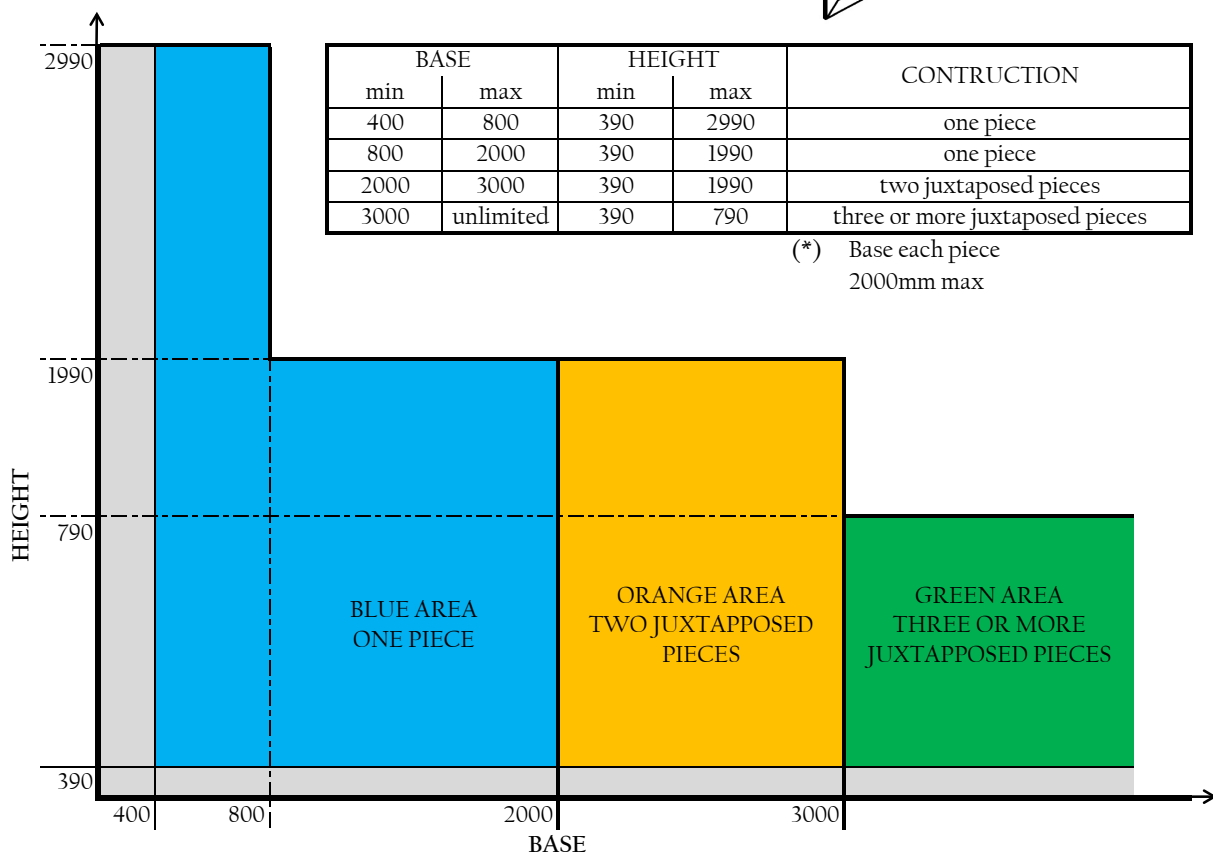 2990
BASE HEIGHT CONTRUCTION
min max min max
400 800 390 2990 one piece
800 2000 390 1990 one piece
2000 3000 390 1990 two juxtaposed pieces
3000 unlimited 390 790 three or more juxtaposed pieces
(*) Base each piece
2000mm max
1990
HEIGHT
790
BLUE AREA
ONE PIECE
ORANGE AREA
TWO JUXTAPPOSED
PIECES
GREEN AREA
THREE OR MORE
JUXTAPPOSED PIECES
390
400 800 2000 3000
BASE